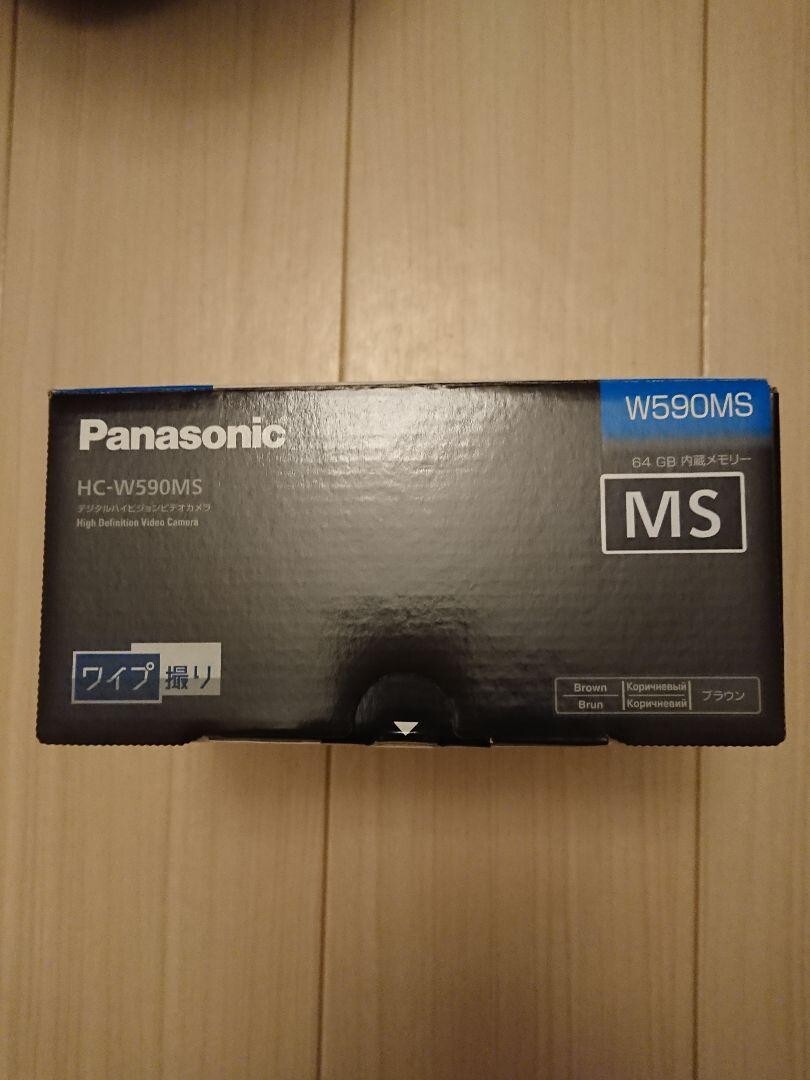 Panasonic
HC-W590MS
デジタルハイビジョンビデオカメラ
High Definition Video Camera
W590MS
64 GB 内蔵メモリー
MS
ワイプ撮り
Brown
Brun
Коричневый
Коричневий
ブラウン